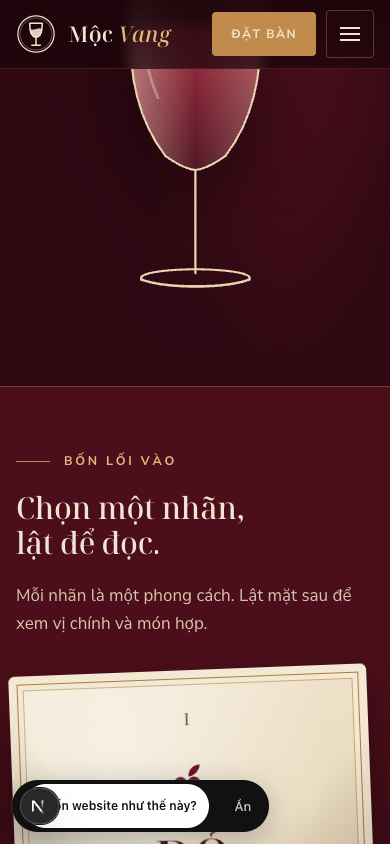 Mộc Vang
ĐẶT BÀN
BỐN LỐI VÀO
Chọn một nhãn,
lật để đọc.
Mỗi nhãn là một phong cách. Lật mặt sau để
xem vị chính và món hợp.
I
N
website như thế này?
Ẩn